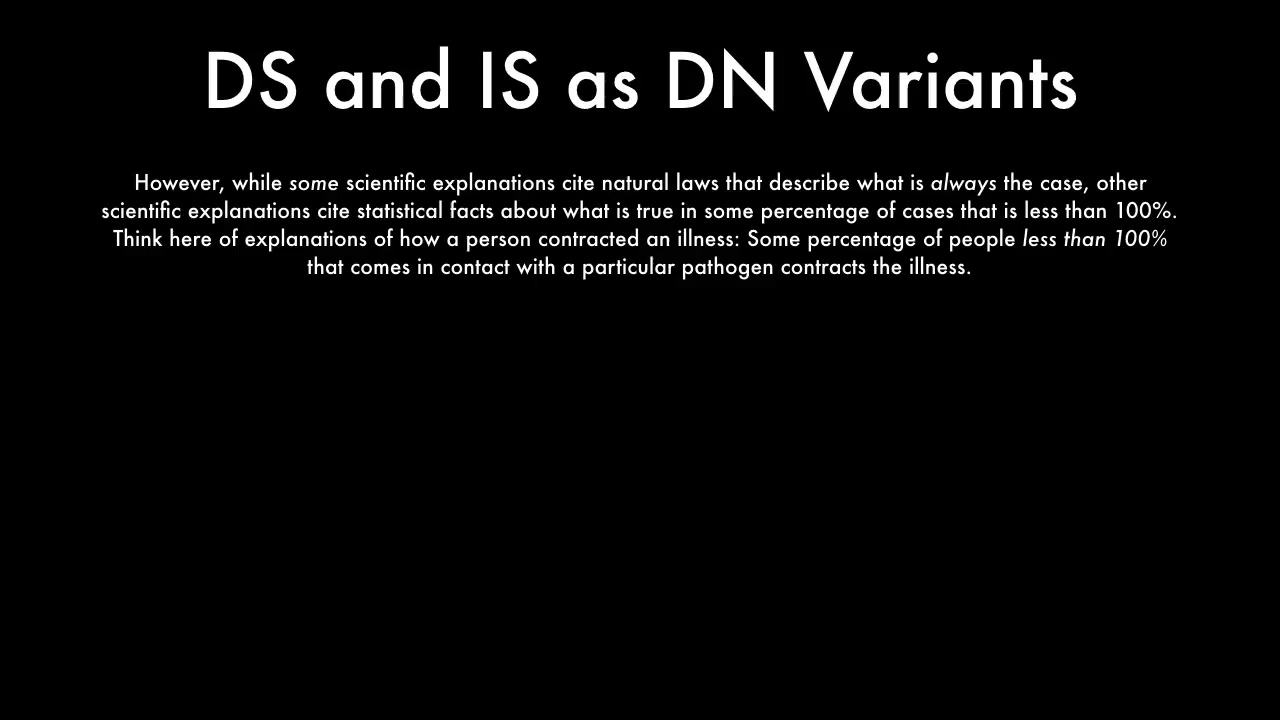 DS and IS as DN Variants
However, while some scientific explanations cite natural laws that describe what is always the case, other
scientific explanations cite statistical facts about what is true in some percentage of cases that is less than 100%.
Think here of explanations of how a person contracted an illness: Some percentage of people less than 100%
that comes in contact with a particular pathogen contracts the illness.